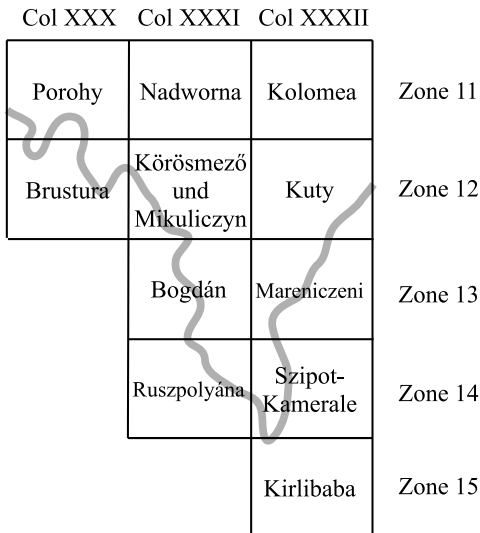 Col XXX Col XXXI Col XXXII
Porohy Nadworna Kolomea Zone 11
Brustura Körösmező und Mikuliczyn Kuty Zone 12
Bogdán Mareniczeni Zone 13
Ruszpolyána Szipot-Kamerale Zone 14
Kirlibaba Zone 15